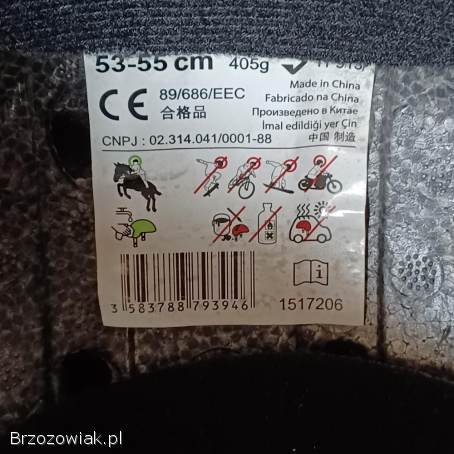 53-55 cm 405g
CE 89/686/EEC
合格品
Made in China
Fabricado na China
Произведено в Китае
İmal edildiği yer Çin
中国 制造
CNPJ : 02.314.041/0001-88
3 583788 793946
1517206
Brzozowiak.pl